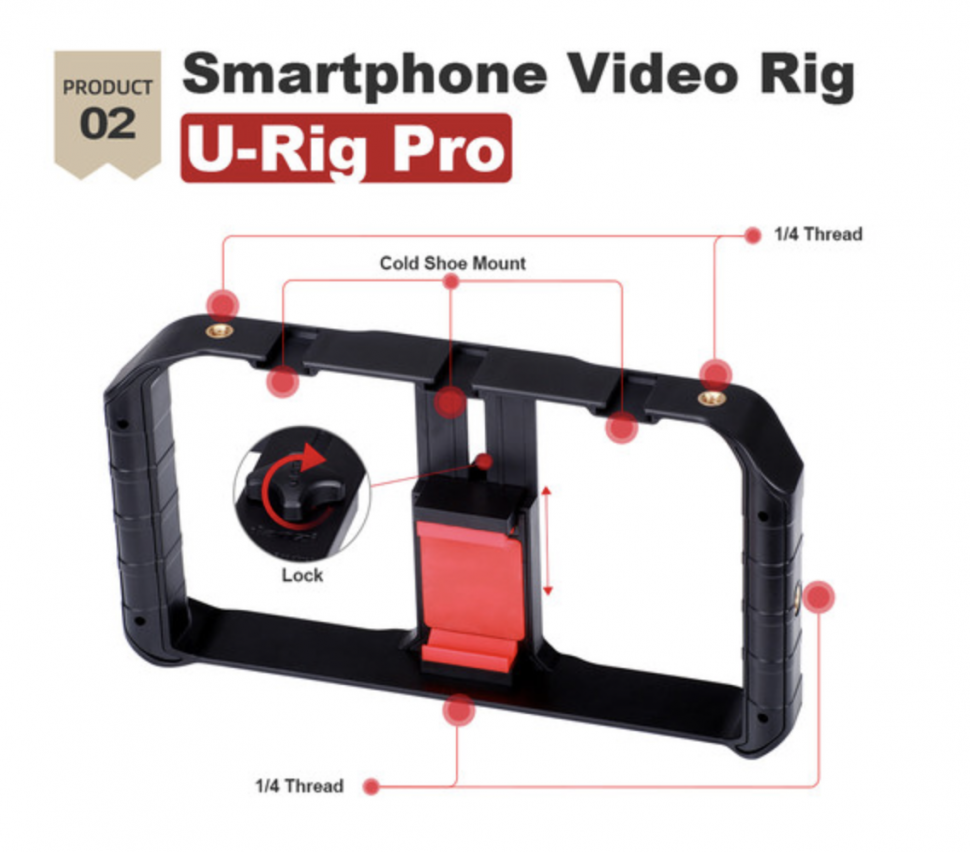 PRODUCT
02
Smartphone Video Rig
U-Rig Pro
1/4 Thread
Cold Shoe Mount
Lock
1/4 Thread